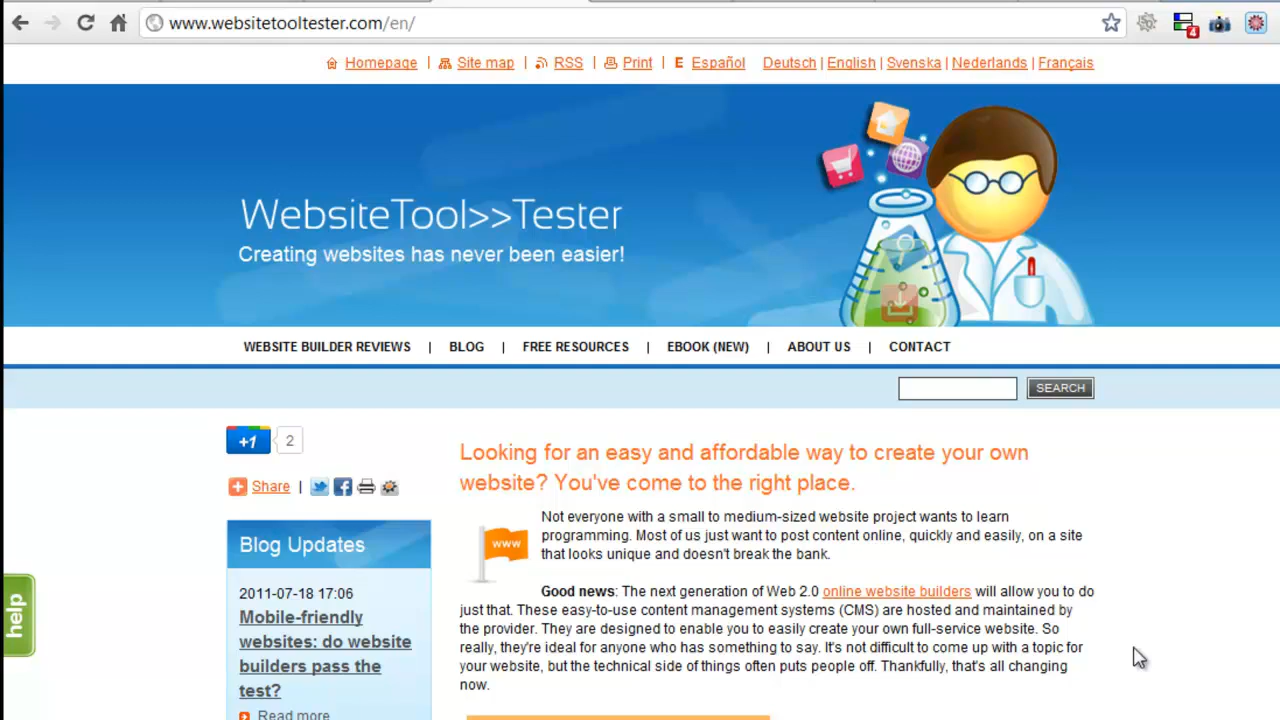 www.websitetooltester.com/en/
4
Homepage | Site map | RSS | Print | E Español Deutsch | English | Svenska | Nederlands | Français
WebsiteTool>>Tester
Creating websites has never been easier!
WEBSITE BUILDER REVIEWS | BLOG | FREE RESOURCES | EBOOK (NEW) | ABOUT US | CONTACT
SEARCH
+1 2
Share |
Blog Updates
2011-07-18 17:06
Mobile-friendly
websites: do website
builders pass the
test?
Read more
help
Looking for an easy and affordable way to create your own
website? You've come to the right place.
www
Not everyone with a small to medium-sized website project wants to learn
programming. Most of us just want to post content online, quickly and easily, on a site
that looks unique and doesn't break the bank.
Good news: The next generation of Web 2.0 online website builders will allow you to do
just that. These easy-to-use content management systems (CMS) are hosted and maintained by
the provider. They are designed to enable you to easily create your own full-service website. So
really, they're ideal for anyone who has something to say. It's not difficult to come up with a topic for
your website, but the technical side of things often puts people off. Thankfully, that's all changing
now.